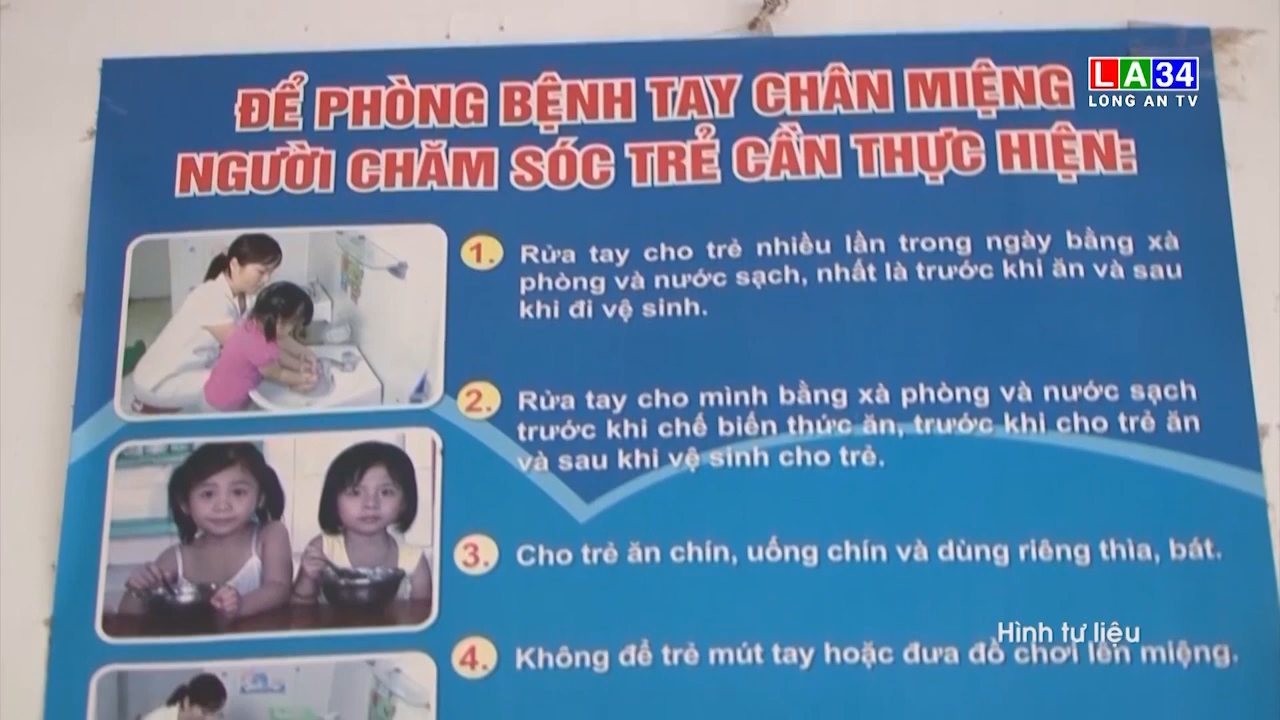 LA34
LONG AN TV
ĐỂ PHÒNG BỆNH TAY CHÂN MIỆNG
NGƯỜI CHĂM SÓC TRẺ CẦN THỰC HIỆN:
1. Rửa tay cho trẻ nhiều lần trong ngày bằng xà
phòng và nước sạch, nhất là trước khi ăn và sau
khi đi vệ sinh.
2. Rửa tay cho mình bằng xà phòng và nước sạch
trước khi chế biến thức ăn, trước khi cho trẻ ăn
và sau khi vệ sinh cho trẻ.
3. Cho trẻ ăn chín, uống chín và dùng riêng thìa, bát.
Hình tư liệu
4. Không để trẻ mút tay hoặc đưa đồ chơi lên miệng.